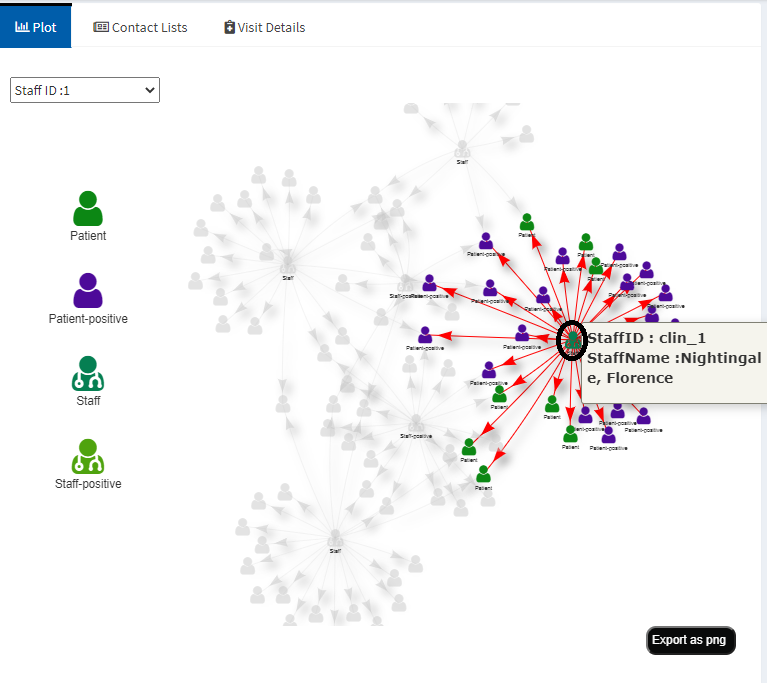 Plot
Contact Lists
Visit Details
Staff ID :1
Patient
Patient-positive
Staff
Staff-positive
Staff
Staff
Staff-positive
Staff
Patient
Patient-positive
Patient
Patient-positive
Patient-positive
Patient-positive
Patient-positive
Patient-positive
Patient-positive
Patient-positive
Patient-positive
Patient-positive
StaffID : clin_1
StaffName :Nightingal
e, Florence
Patient
Patient
Patient
Patient
Patient
Patient-positive
Patient-positive
Patient-positive
Export as png